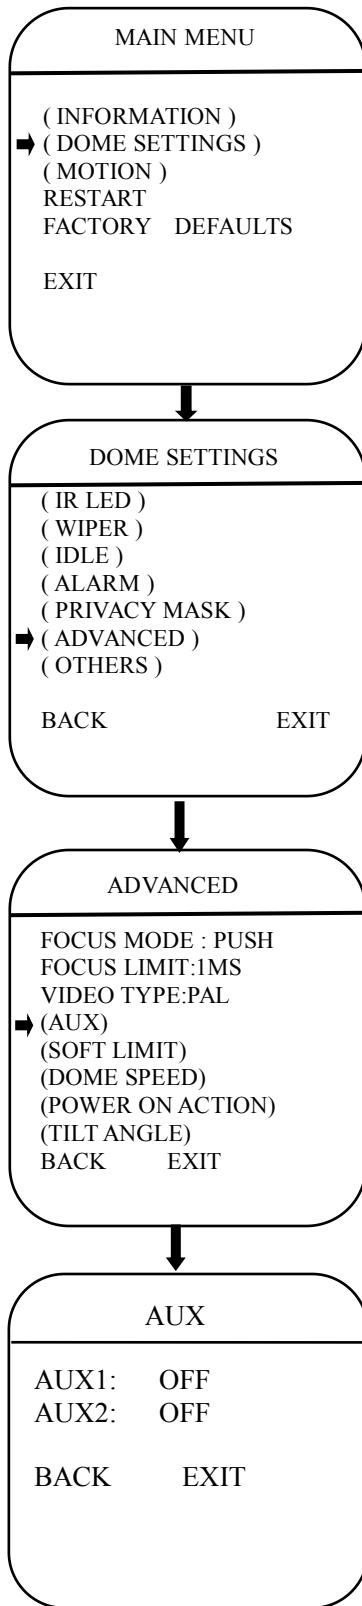 MAIN MENU
( INFORMATION )
( DOME SETTINGS )
( MOTION )
RESTART
FACTORY DEFAULTS
EXIT
DOME SETTINGS
( IR LED )
( WIPER )
( IDLE )
( ALARM )
( PRIVACY MASK )
( ADVANCED )
( OTHERS )
BACK EXIT
ADVANCED
FOCUS MODE : PUSH
FOCUS LIMIT:1MS
VIDEO TYPE:PAL
(AUX)
(SOFT LIMIT)
(DOME SPEED)
(POWER ON ACTION)
(TILT ANGLE)
BACK EXIT
AUX
AUX1: OFF
AUX2: OFF
BACK EXIT